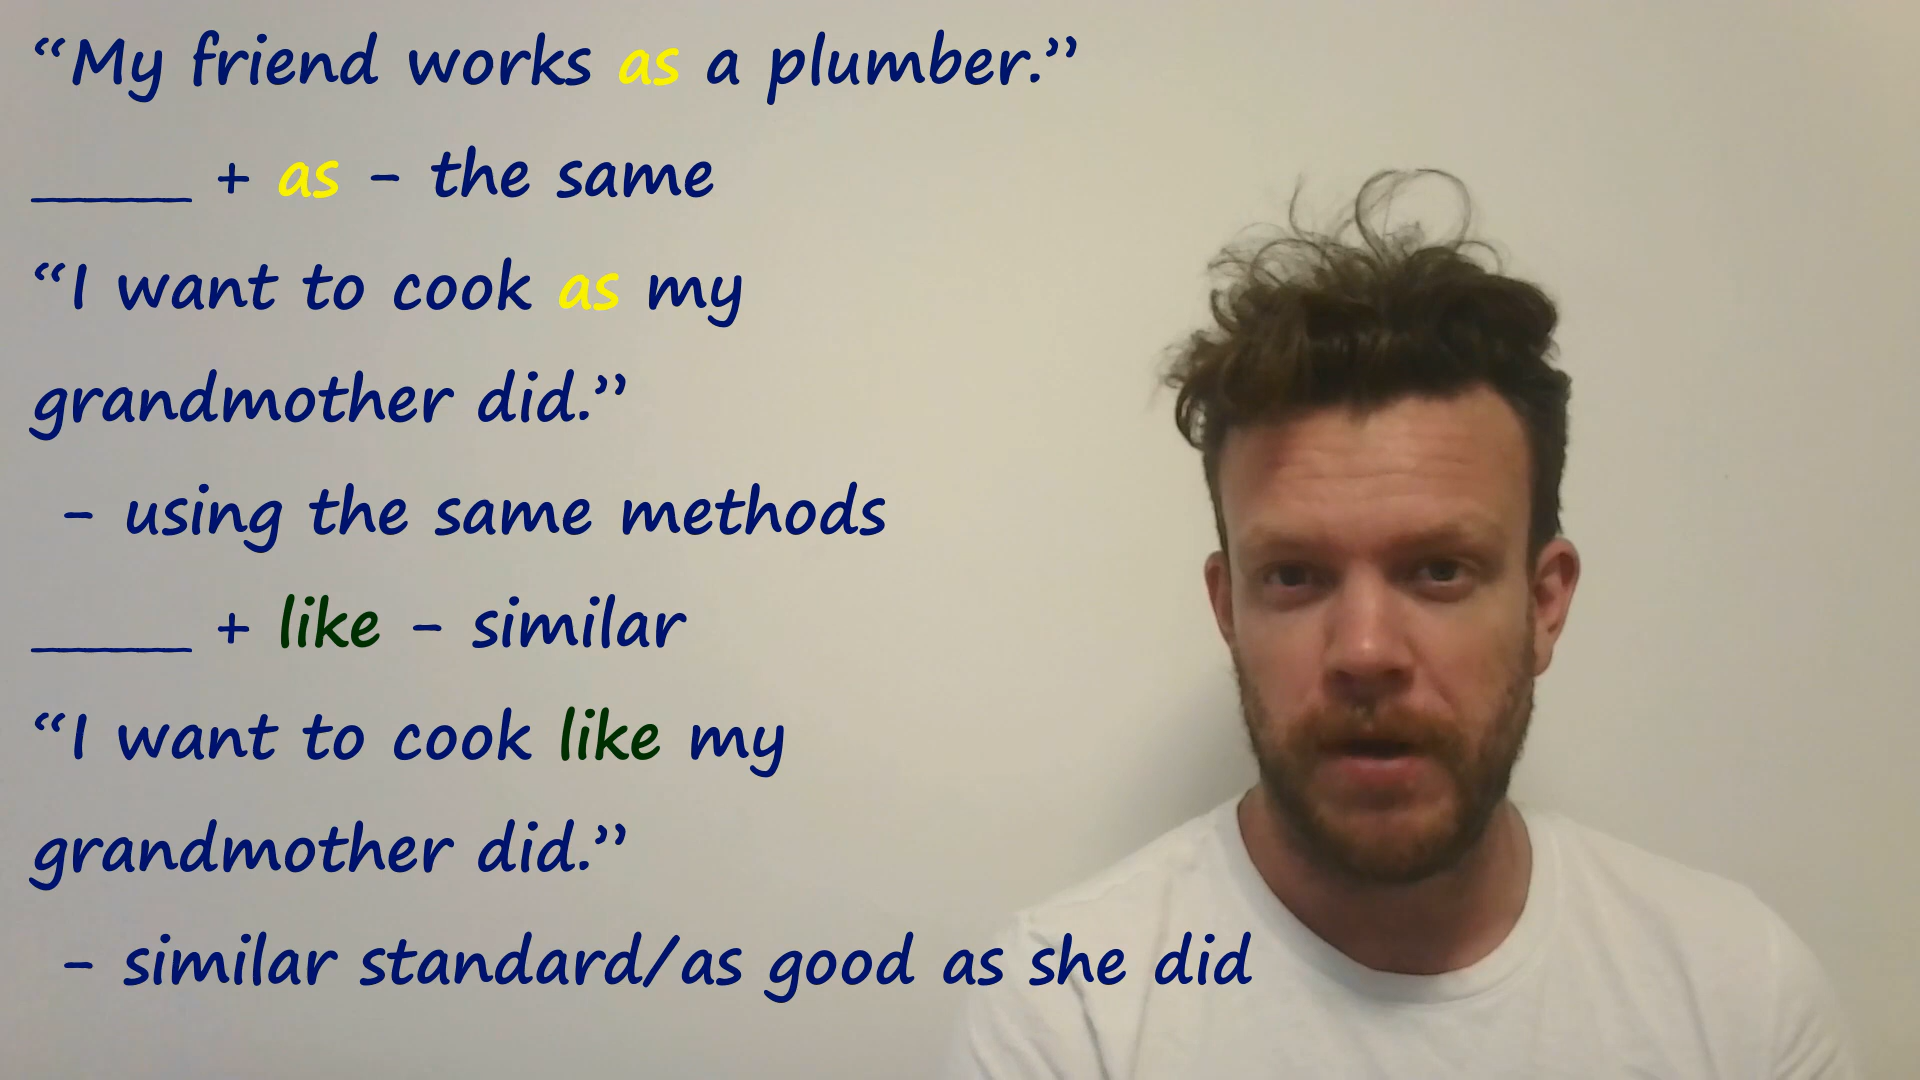 “My friend works as a plumber.”
_____ + as – the same
“I want to cook as my
grandmother did.”
– using the same methods
_____ + like – similar
“I want to cook like my
grandmother did.”
– similar standard/as good as she did